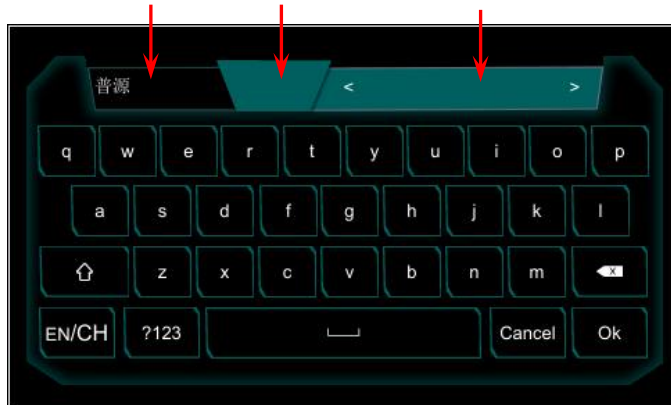 普源 < >
q w e r t y u i o p
a s d f g h j k l
z x c v b n m x
EN/CH ?123 Cancel Ok